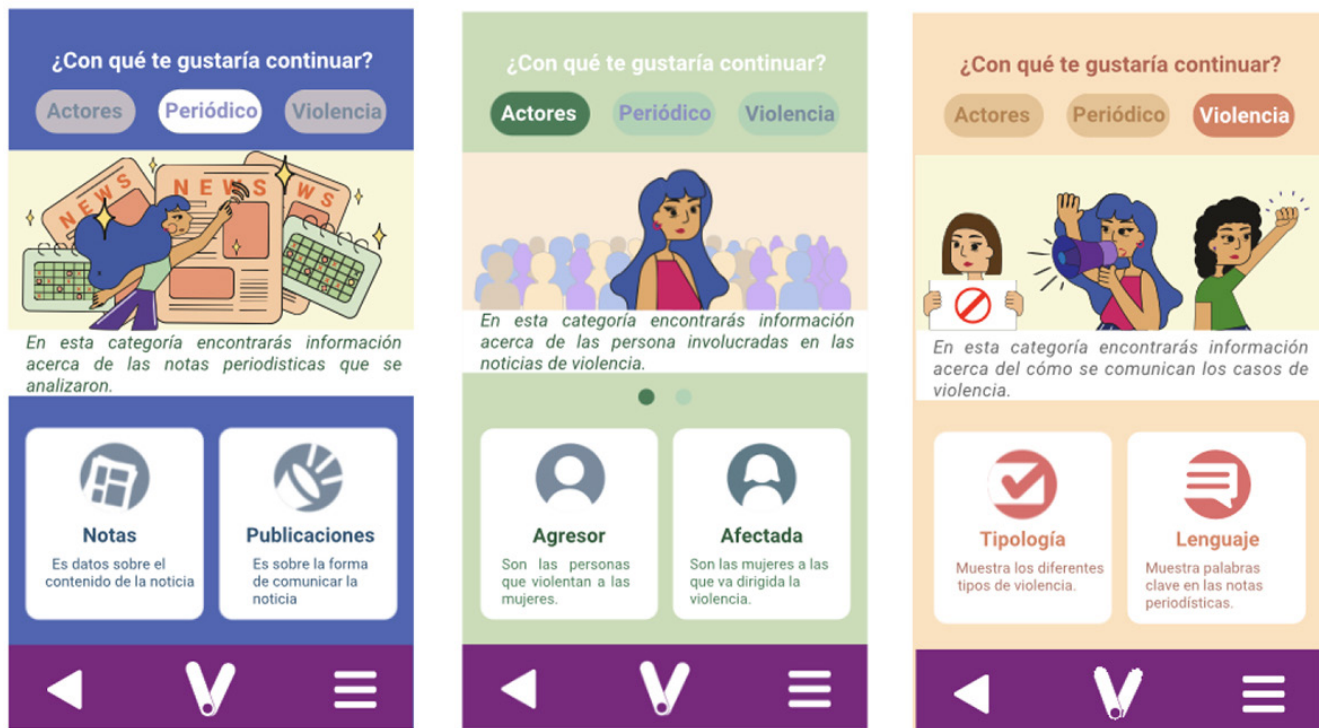 ¿Con qué te gustaría continuar?
Actores
Periódico
Violencia
NEWS
NEWS
NEWS
En esta categoría encontrarás información
acerca de las notas periodisticas que se
analizaron.
Notas
Es datos sobre el
contenido de la noticia
Publicaciones
Es sobre la forma
de comunicar la
noticia
¿Con qué te gustaría continuar?
Actores
Periódico
Violencia
En esta categoría encontrarás información
acerca de las persona involucradas en las
noticias de violencia.
Agresor
Son las personas
que violentan a las
mujeres.
Afectada
Son las mujeres a las
que va dirigida la
violencia.
¿Con qué te gustaría continuar?
Actores
Periódico
Violencia
En esta categoría encontrarás información
acerca del cómo se comunican los casos de
violencia.
Tipología
Muestra los diferentes
tipos de violencia.
Lenguaje
Muestra palabras
clave en las notas
periodísticas.